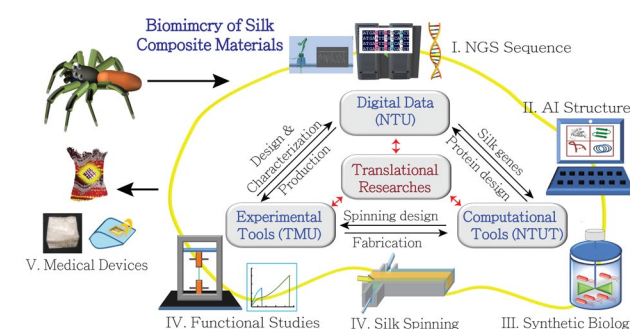 Biomimcry of Silk
Composite Materials
I. NGS Sequence
II. AI Structure
Digital Data
(NTU)
Design &
Characterization
Production
Silk genes
Protein design
Translational
Researches
Experimental
Tools (TMU)
Spinning design
Fabrication
Computational
Tools (NTUT)
V. Medical Devices
IV. Functional Studies
IV. Silk Spinning
III. Synthetic Biolog